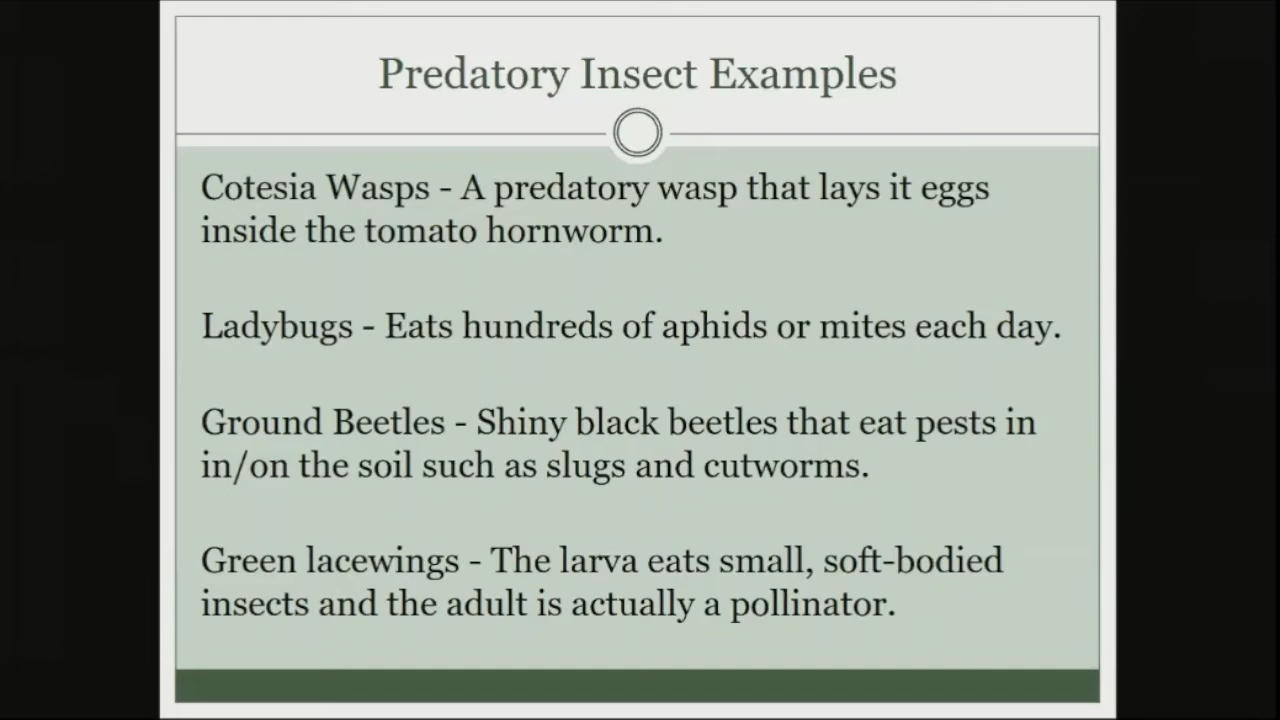 Predatory Insect Examples
Cotesia Wasps - A predatory wasp that lays it eggs
inside the tomato hornworm.
Ladybugs - Eats hundreds of aphids or mites each day.
Ground Beetles - Shiny black beetles that eat pests in
in/on the soil such as slugs and cutworms.
Green lacewings - The larva eats small, soft-bodied
insects and the adult is actually a pollinator.